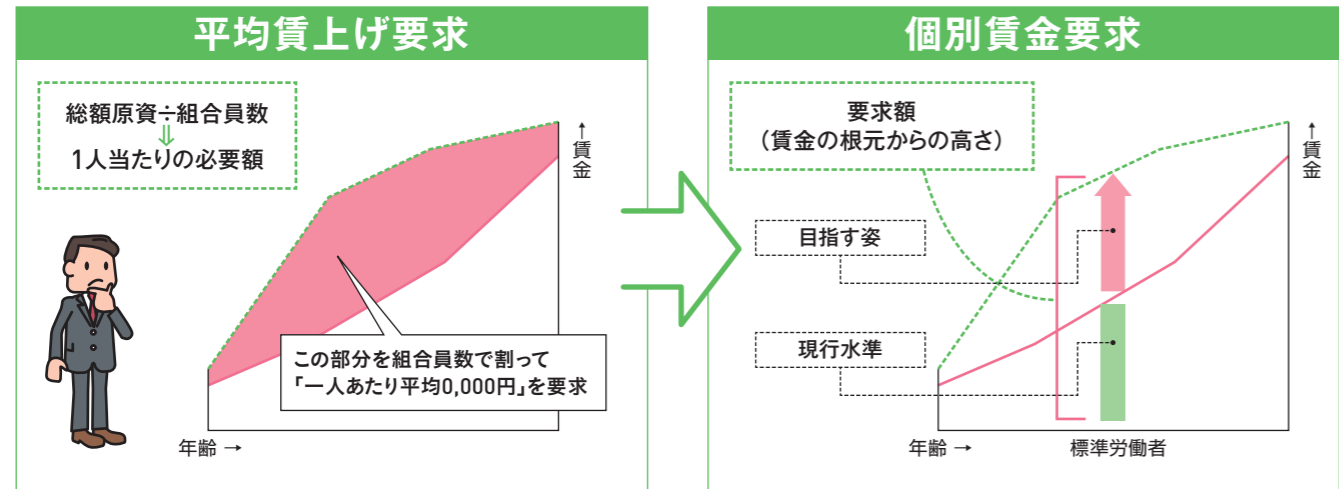 平均賃上げ要求
総額原資÷組合員数
⇓
1人当たりの必要額
↑賃金
この部分を組合員数で割って
「一人あたり平均0,000円」を要求
年齢 →
個別賃金要求
要求額
（賃金の根元からの高さ）
↑賃金
目指す姿
現行水準
年齢 →
標準労働者